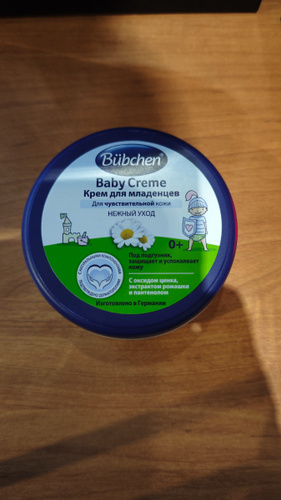 Bübchen
Baby Creme
Крем для младенцев
Для чувствительной кожи
НЕЖНЫЙ УХОД
0+
Под подгузник,
защищает и успокаивает
кожу
С оксидом цинка,
экстрактом ромашки
и пантенолом
Изготовлено в Германии